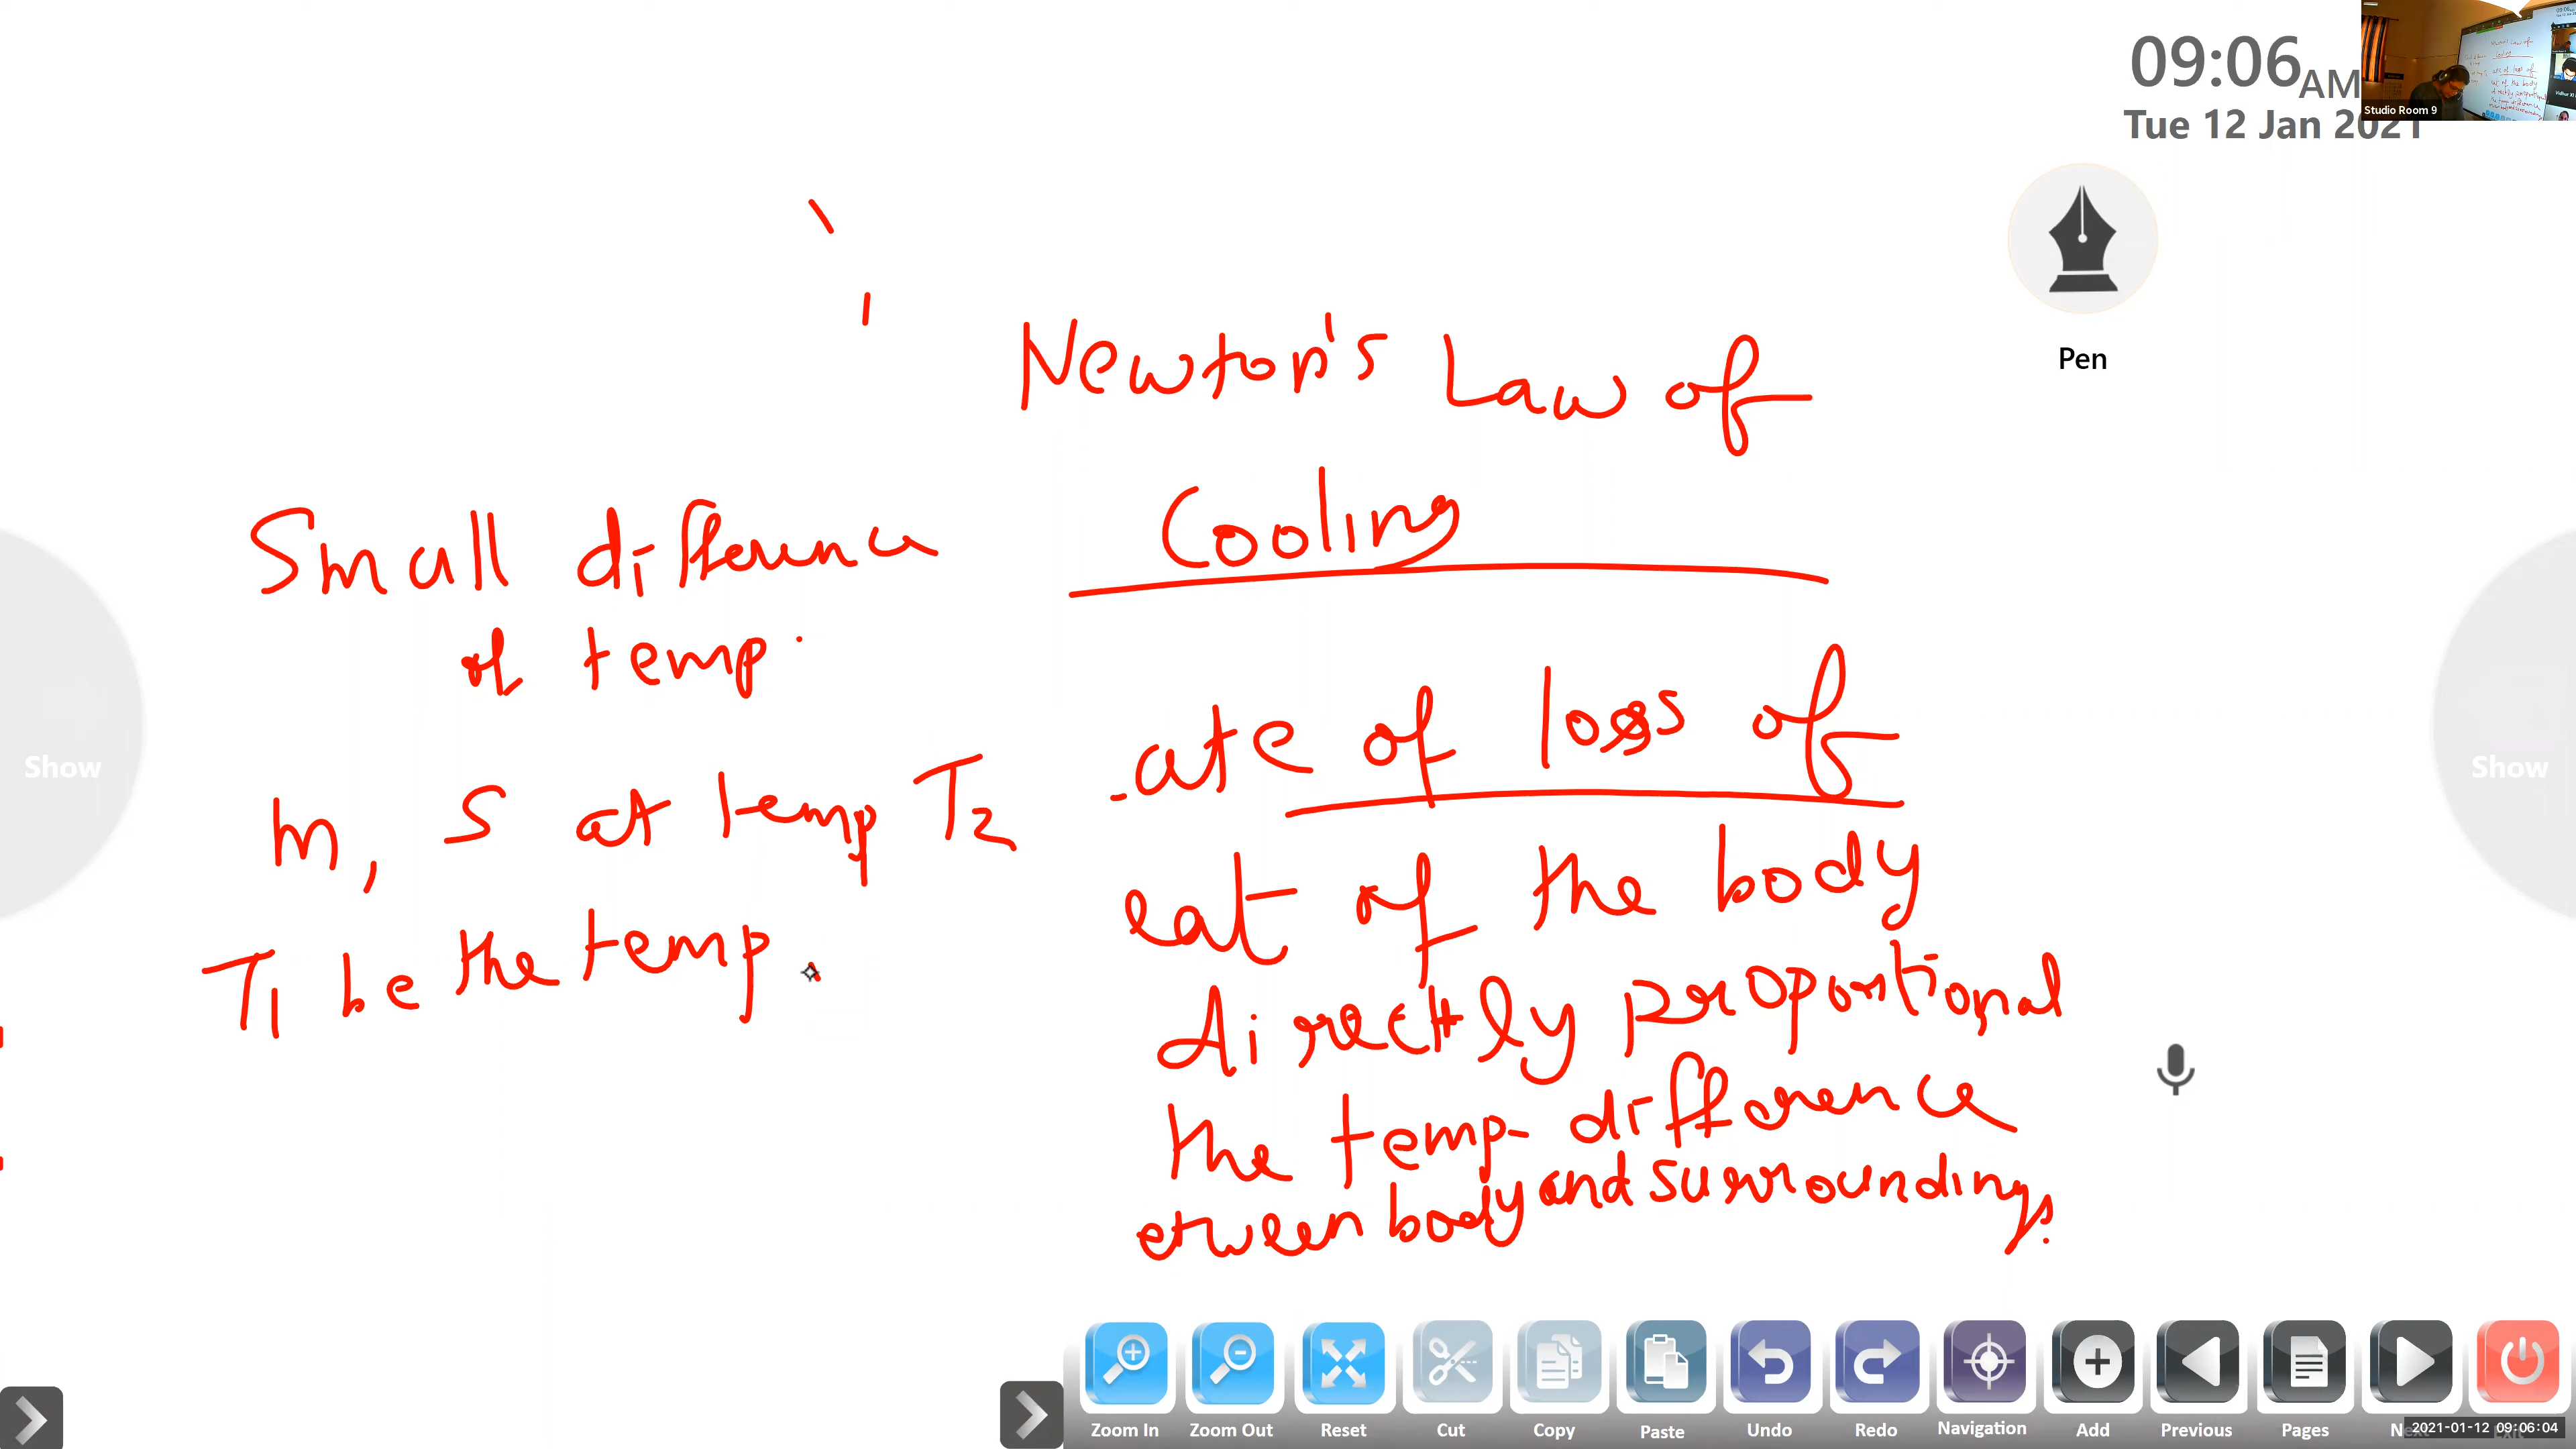 09:06 AM
Tue 12 Jan 2021
Studio Room 9
Pen
Newton's Law of
Cooling
Small difference
of temp.
m, S at temp T2
T1 be the temp.
ate of loss of
eat of the body
directly proportional
the temp. difference
etween body and surroundings.
Show
Show
Zoom In
Zoom Out
Reset
Cut
Copy
Paste
Undo
Redo
Navigation
Add
Previous
Pages
2021-01-12 09:06:04